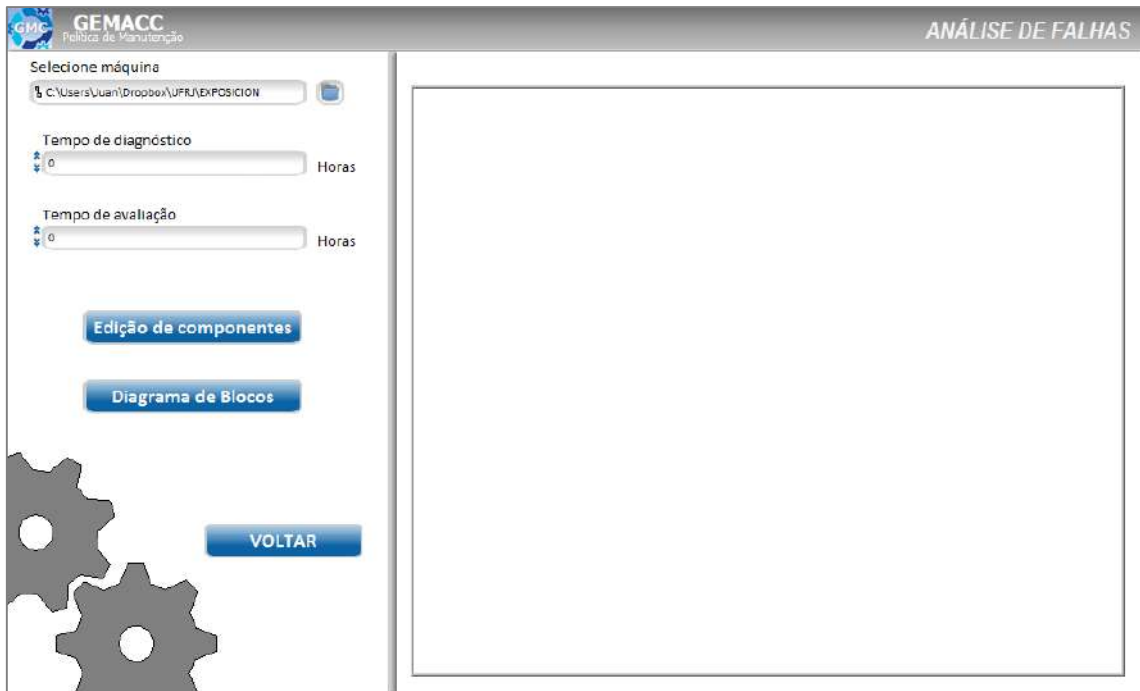 GMC
GEMACC
Política de Manutenção
ANÁLISE DE FALHAS
Selecione máquina
C:\Users\Juan\Dropbox\UFRJ\EXPOSICION
Tempo de diagnóstico
0
Horas
Tempo de avaliação
0
Horas
Edição de componentes
Diagrama de Blocos
VOLTAR